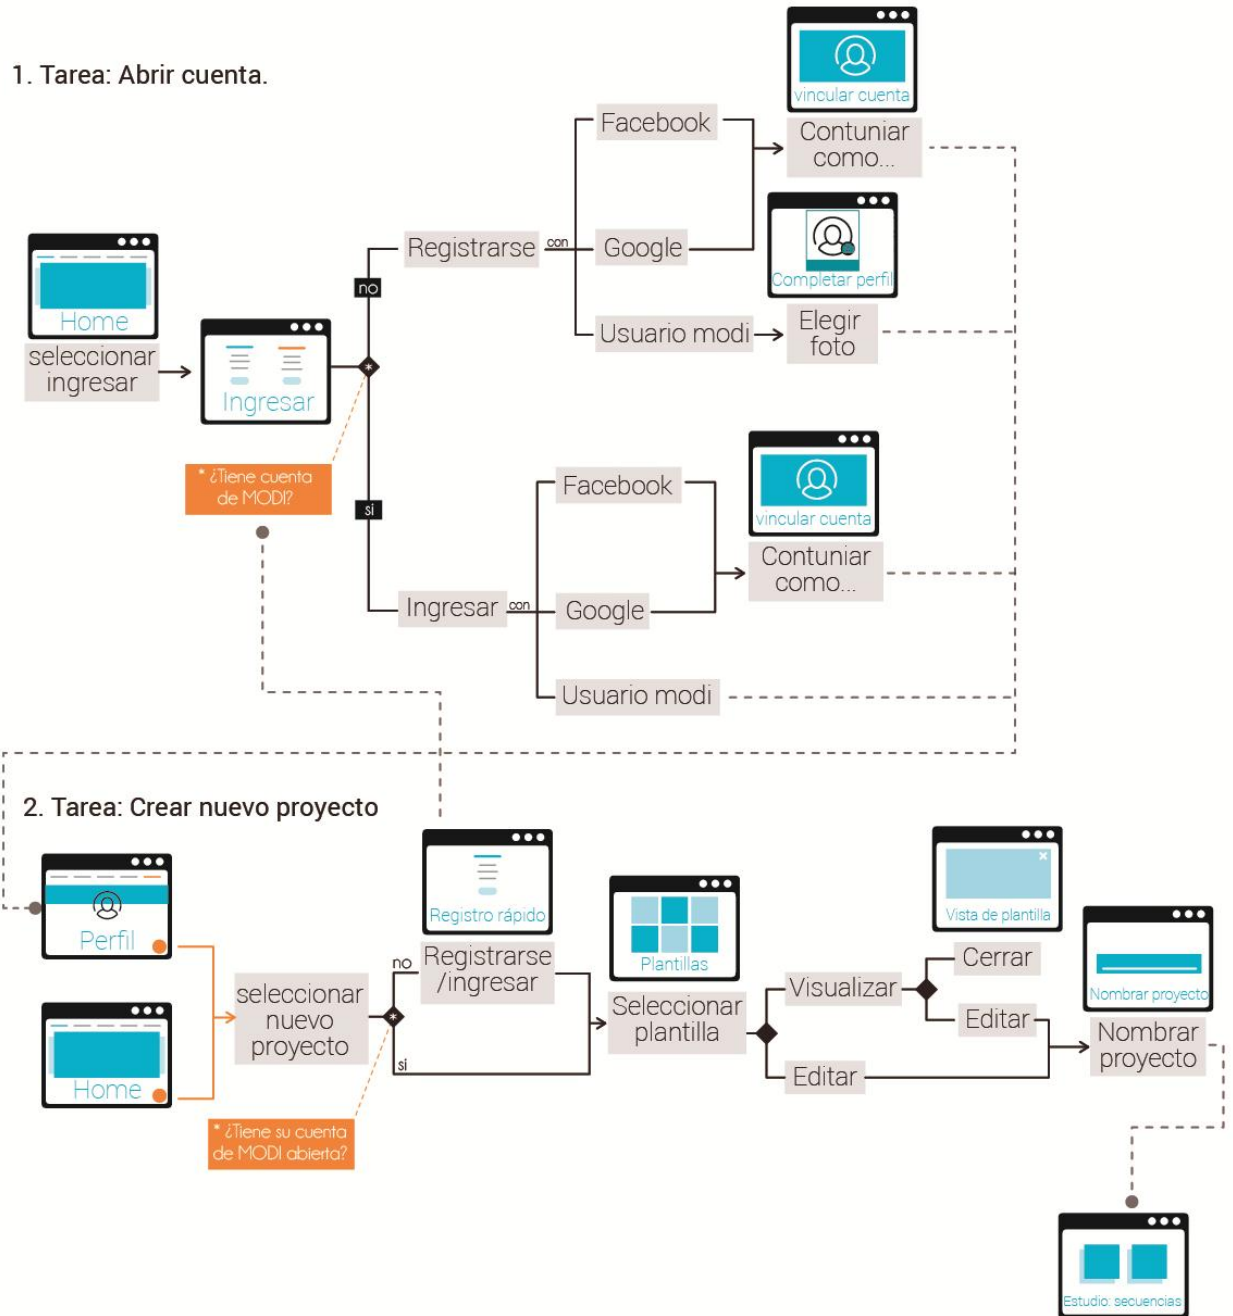 1. Tarea: Abrir cuenta.
vincular cuenta
Contuniar
como...
Facebook
Completar perfil
Elegir
foto
Registrarse
con
Google
Usuario modi
no
Home
seleccionar
ingresar
Ingresar
*
* ¿Tiene cuenta
de MODI?
sí
Ingresar
con
Facebook
Google
Usuario modi
vincular cuenta
Contuniar
como...
2. Tarea: Crear nuevo proyecto
Perfil
Home
seleccionar
nuevo
proyecto
*
* ¿Tiene su cuenta
de MODI abierta?
no
sí
Registro rápido
Registrarse
/ingresar
Plantillas
Seleccionar
plantilla
Visualizar
Editar
Vista de plantilla
Cerrar
Editar
Nombrar proyecto
Nombrar
proyecto
Estudio: secuencias